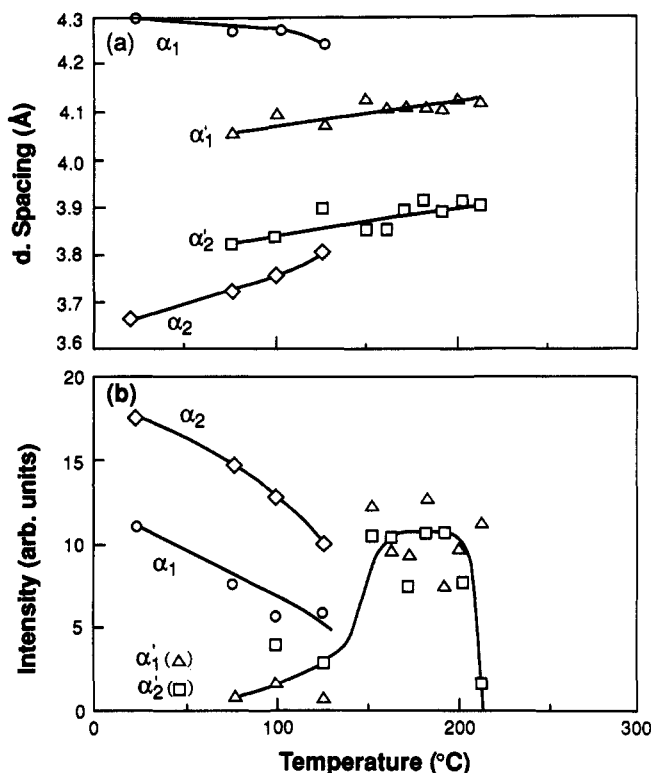 4.3
(a)
α1
4.2
d. Spacing (Å)
4.1
α'1
4.0
3.9
α'2
3.8
3.7
α2
3.6
20
(b)
α2
15
Intensity (arb. units)
10
α1
5
α'1 (△)
α'2 (□)
0
0 100 200 300
Temperature (°C)